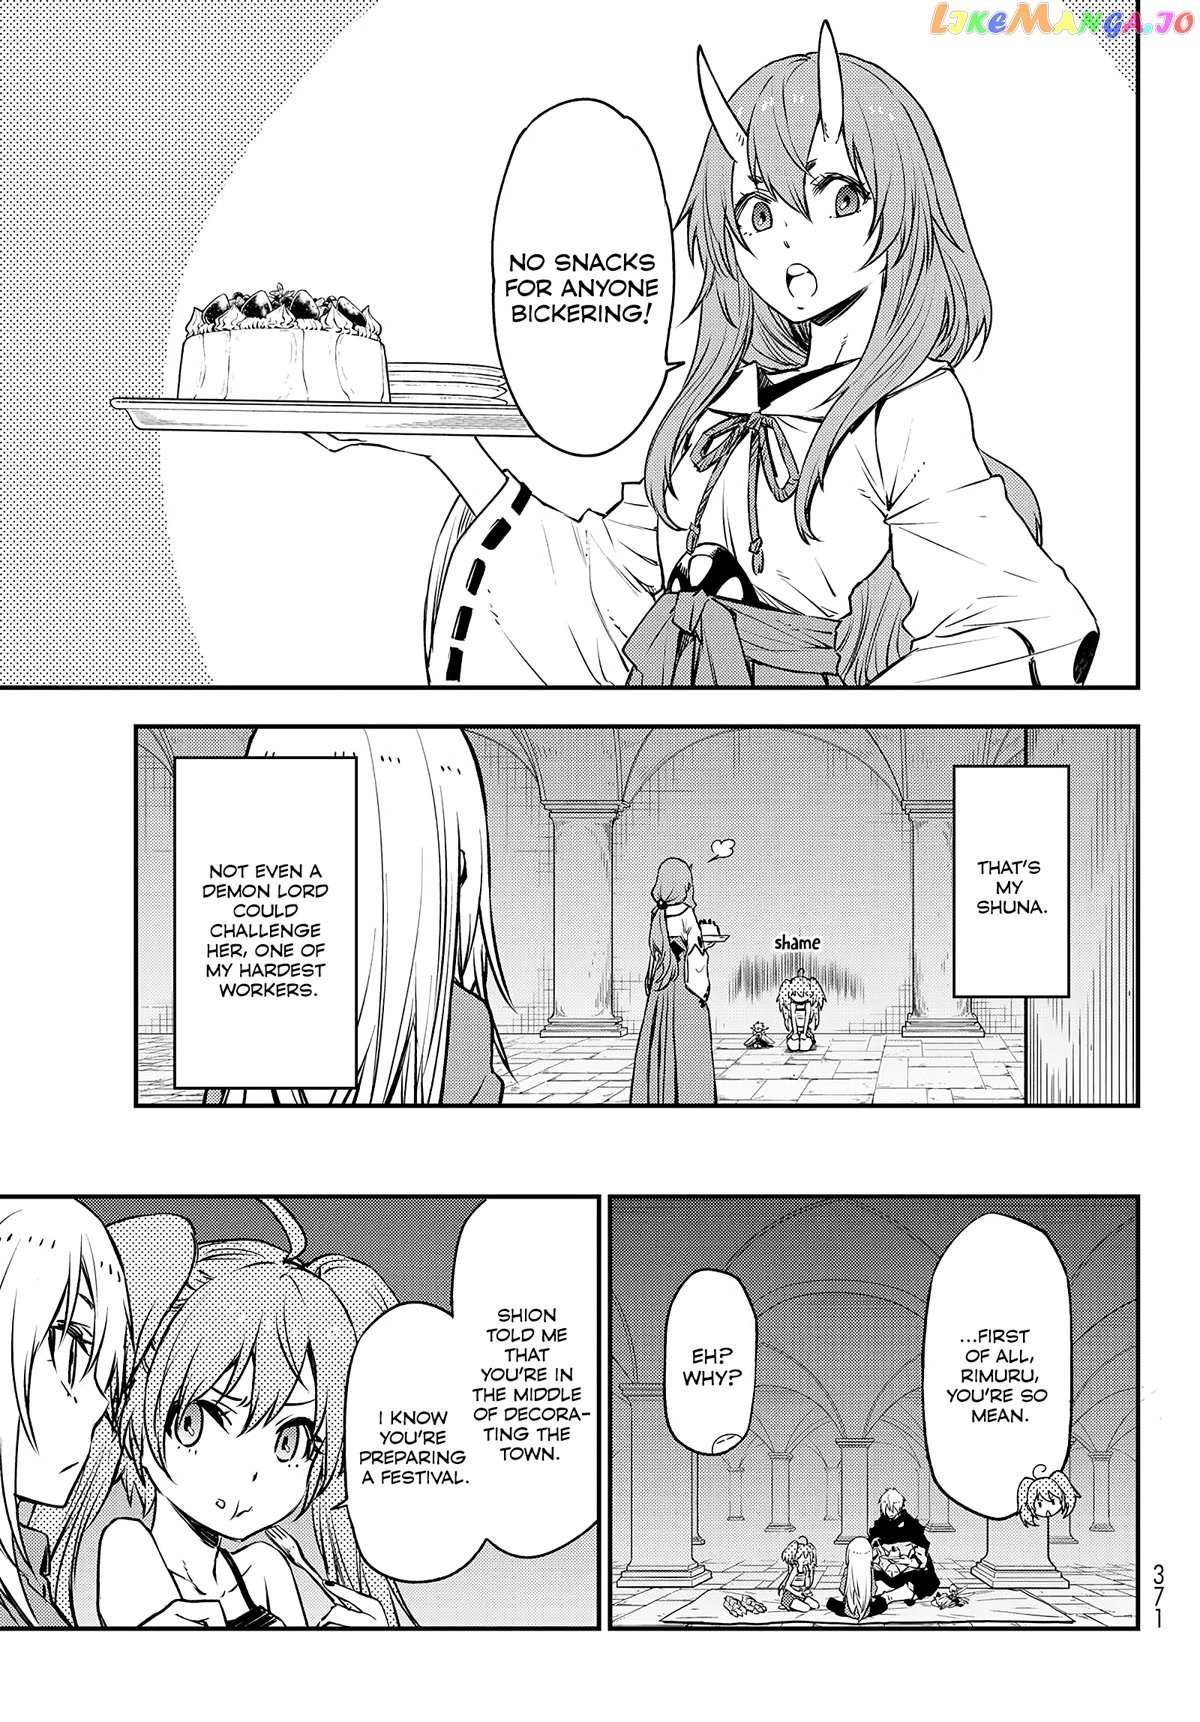 LIKEMANGA.IO
NO SNACKS
FOR ANYONE
BICKERING!
THAT'S
MY
SHUNA.
shame
NOT EVEN A
DEMON LORD
COULD
CHALLENGE
HER, ONE OF
MY HARDEST
WORKERS.
...FIRST
OF ALL,
RIMURU,
YOU'RE SO
MEAN.
EH?
WHY?
SHION
TOLD ME
THAT
YOU'RE IN
THE MIDDLE
OF DECORA-
TING THE
TOWN.
I KNOW
YOU'RE
PREPARING
A FESTIVAL.
371